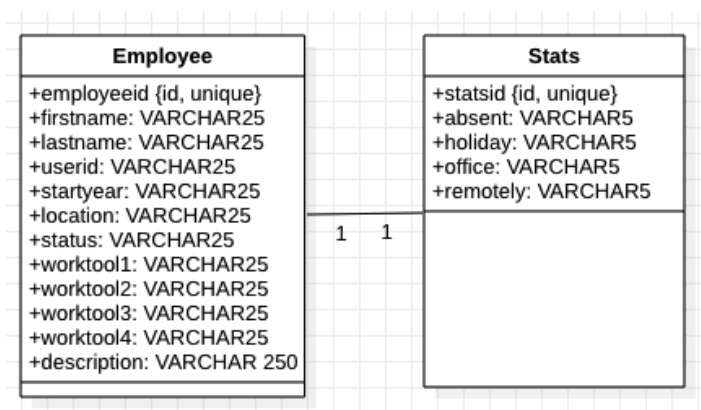 Employee
+employeeid {id, unique}
+firstname: VARCHAR25
+lastname: VARCHAR25
+userid: VARCHAR25
+startyear: VARCHAR25
+location: VARCHAR25
+status: VARCHAR25
+worktool1: VARCHAR25
+worktool2: VARCHAR25
+worktool3: VARCHAR25
+worktool4: VARCHAR25
+description: VARCHAR 250
1 1
Stats
+statsid {id, unique}
+absent: VARCHAR5
+holiday: VARCHAR5
+office: VARCHAR5
+remotely: VARCHAR5